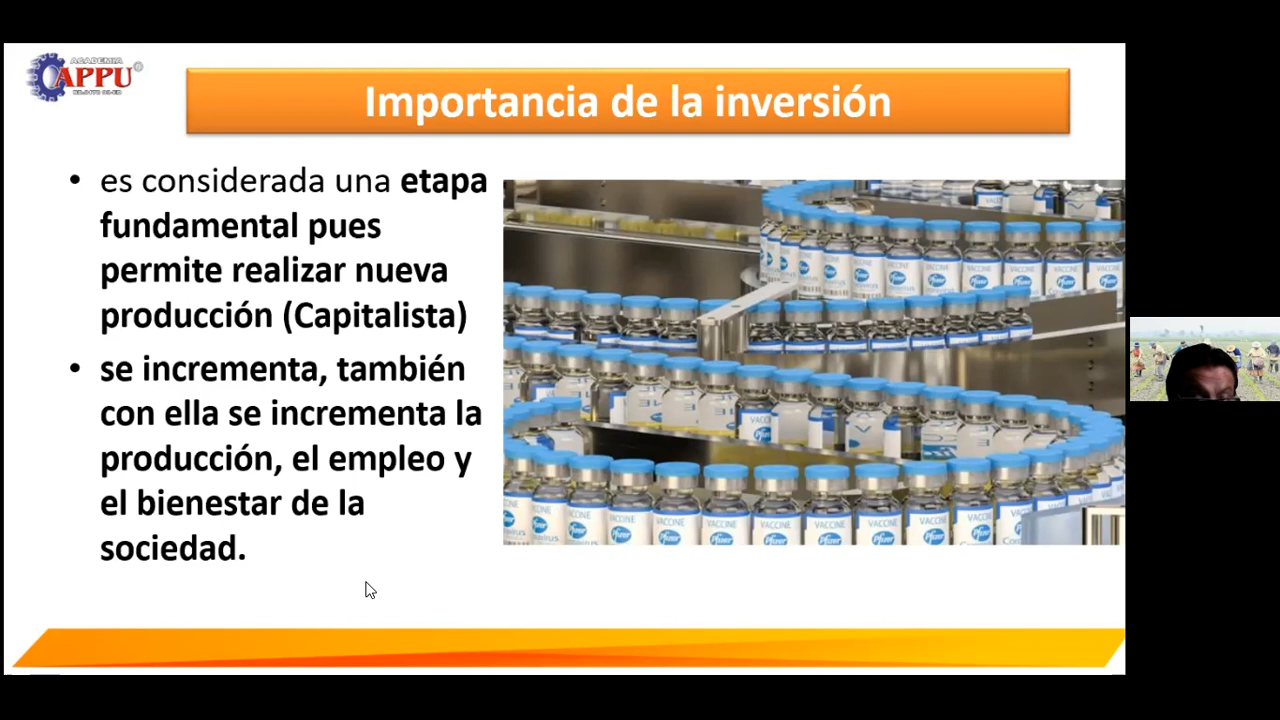 ACADEMIA
APPU
Importancia de la inversión
• es considerada una etapa
fundamental pues
permite realizar nueva
producción (Capitalista)
• se incrementa, también
con ella se incrementa la
producción, el empleo y
el bienestar de la
sociedad.
VACCINE
Pfizer